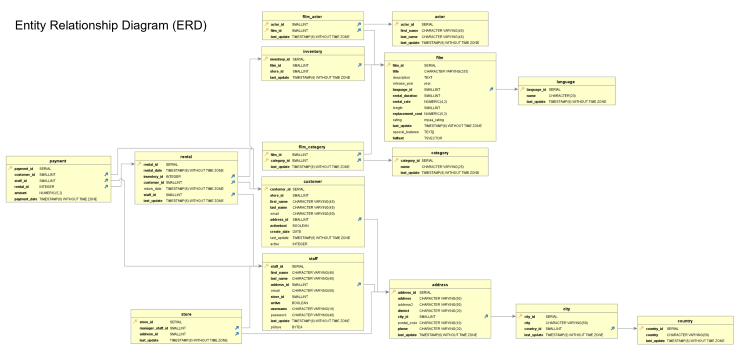 Entity Relationship Diagram (ERD)
film_actor
actor_id SMALLINT
film_id SMALLINT
last_update TIMESTAMP(6) WITHOUT TIME ZONE
actor
actor_id SERIAL
first_name CHARACTER VARYING(45)
last_name CHARACTER VARYING(45)
last_update TIMESTAMP(6) WITHOUT TIME ZONE
inventory
inventory_id SERIAL
film_id SMALLINT
store_id SMALLINT
last_update TIMESTAMP(6) WITHOUT TIME ZONE
film
film_id SERIAL
title CHARACTER VARYING(255)
description TEXT
release_year year
language_id SMALLINT
rental_duration SMALLINT
rental_rate NUMERIC(4,2)
length SMALLINT
replacement_cost NUMERIC(5,2)
rating mpaa_rating
last_update TIMESTAMP(6) WITHOUT TIME ZONE
special_features TEXT[]
fulltext TSVECTOR
language
language_id SERIAL
name CHARACTER(20)
last_update TIMESTAMP(6) WITHOUT TIME ZONE
film_category
film_id SMALLINT
category_id SMALLINT
last_update TIMESTAMP(6) WITHOUT TIME ZONE
category
category_id SERIAL
name CHARACTER VARYING(25)
last_update TIMESTAMP(6) WITHOUT TIME ZONE
payment
payment_id SERIAL
customer_id SMALLINT
staff_id SMALLINT
rental_id INTEGER
amount NUMERIC(5,2)
payment_date TIMESTAMP(6) WITHOUT TIME ZONE
rental
rental_id SERIAL
rental_date TIMESTAMP(6) WITHOUT TIME ZONE
inventory_id INTEGER
customer_id SMALLINT
return_date TIMESTAMP(6) WITHOUT TIME ZONE
staff_id SMALLINT
last_update TIMESTAMP(6) WITHOUT TIME ZONE
customer
customer_id SERIAL
store_id SMALLINT
first_name CHARACTER VARYING(45)
last_name CHARACTER VARYING(45)
email CHARACTER VARYING(50)
address_id SMALLINT
activebool BOOLEAN
create_date DATE
last_update TIMESTAMP(6) WITHOUT TIME ZONE
active INTEGER
staff
staff_id SERIAL
first_name CHARACTER VARYING(45)
last_name CHARACTER VARYING(45)
address_id SMALLINT
email CHARACTER VARYING(50)
store_id SMALLINT
active BOOLEAN
username CHARACTER VARYING(16)
password CHARACTER VARYING(40)
last_update TIMESTAMP(6) WITHOUT TIME ZONE
picture BYTEA
store
store_id SERIAL
manager_staff_id SMALLINT
address_id SMALLINT
last_update TIMESTAMP(6) WITHOUT TIME ZONE
address
address_id SERIAL
address CHARACTER VARYING(50)
address2 CHARACTER VARYING(50)
district CHARACTER VARYING(20)
city_id SMALLINT
postal_code CHARACTER VARYING(10)
phone CHARACTER VARYING(20)
last_update TIMESTAMP(6) WITHOUT TIME ZONE
city
city_id SERIAL
city CHARACTER VARYING(50)
country_id SMALLINT
last_update TIMESTAMP(6) WITHOUT TIME ZONE
country
country_id SERIAL
country CHARACTER VARYING(50)
last_update TIMESTAMP(6) WITHOUT TIME ZONE